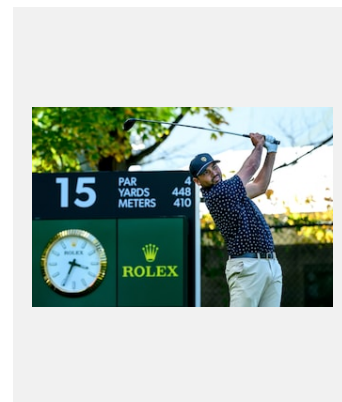 15
PAR 4
YARDS 448
METERS 410
ROLEX
ROLEX